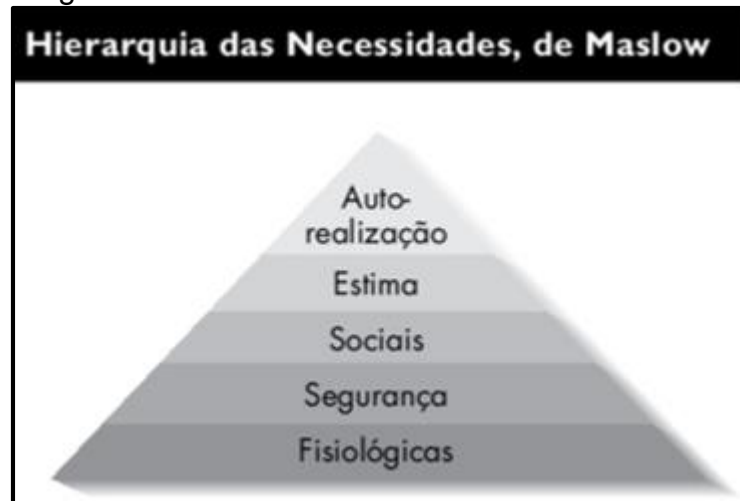 Hierarquia das Necessidades, de Maslow
Auto-
realização
Estima
Sociais
Segurança
Fisiológicas